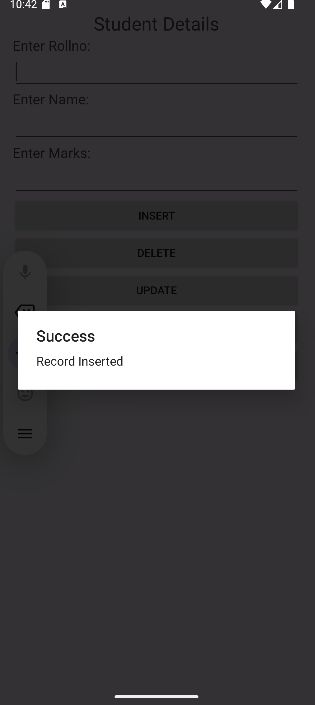 10:42
Student Details
Enter Rollno:
Enter Name:
Enter Marks:
INSERT
DELETE
UPDATE
Success
Record Inserted